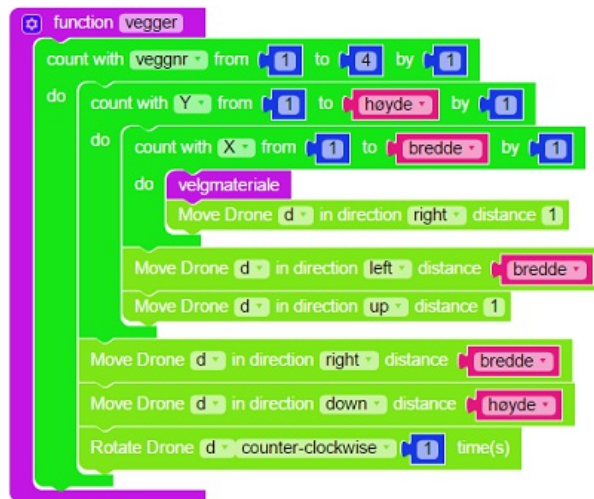 function vegger
count with veggnr from 1 to 4 by 1
do count with Y from 1 to høyde by 1
do count with X from 1 to bredde by 1
do velgmateriale
Move Drone d in direction right distance 1
Move Drone d in direction left distance bredde
Move Drone d in direction up distance 1
Move Drone d in direction right distance bredde
Move Drone d in direction down distance høyde
Rotate Drone d counter-clockwise 1 time(s)